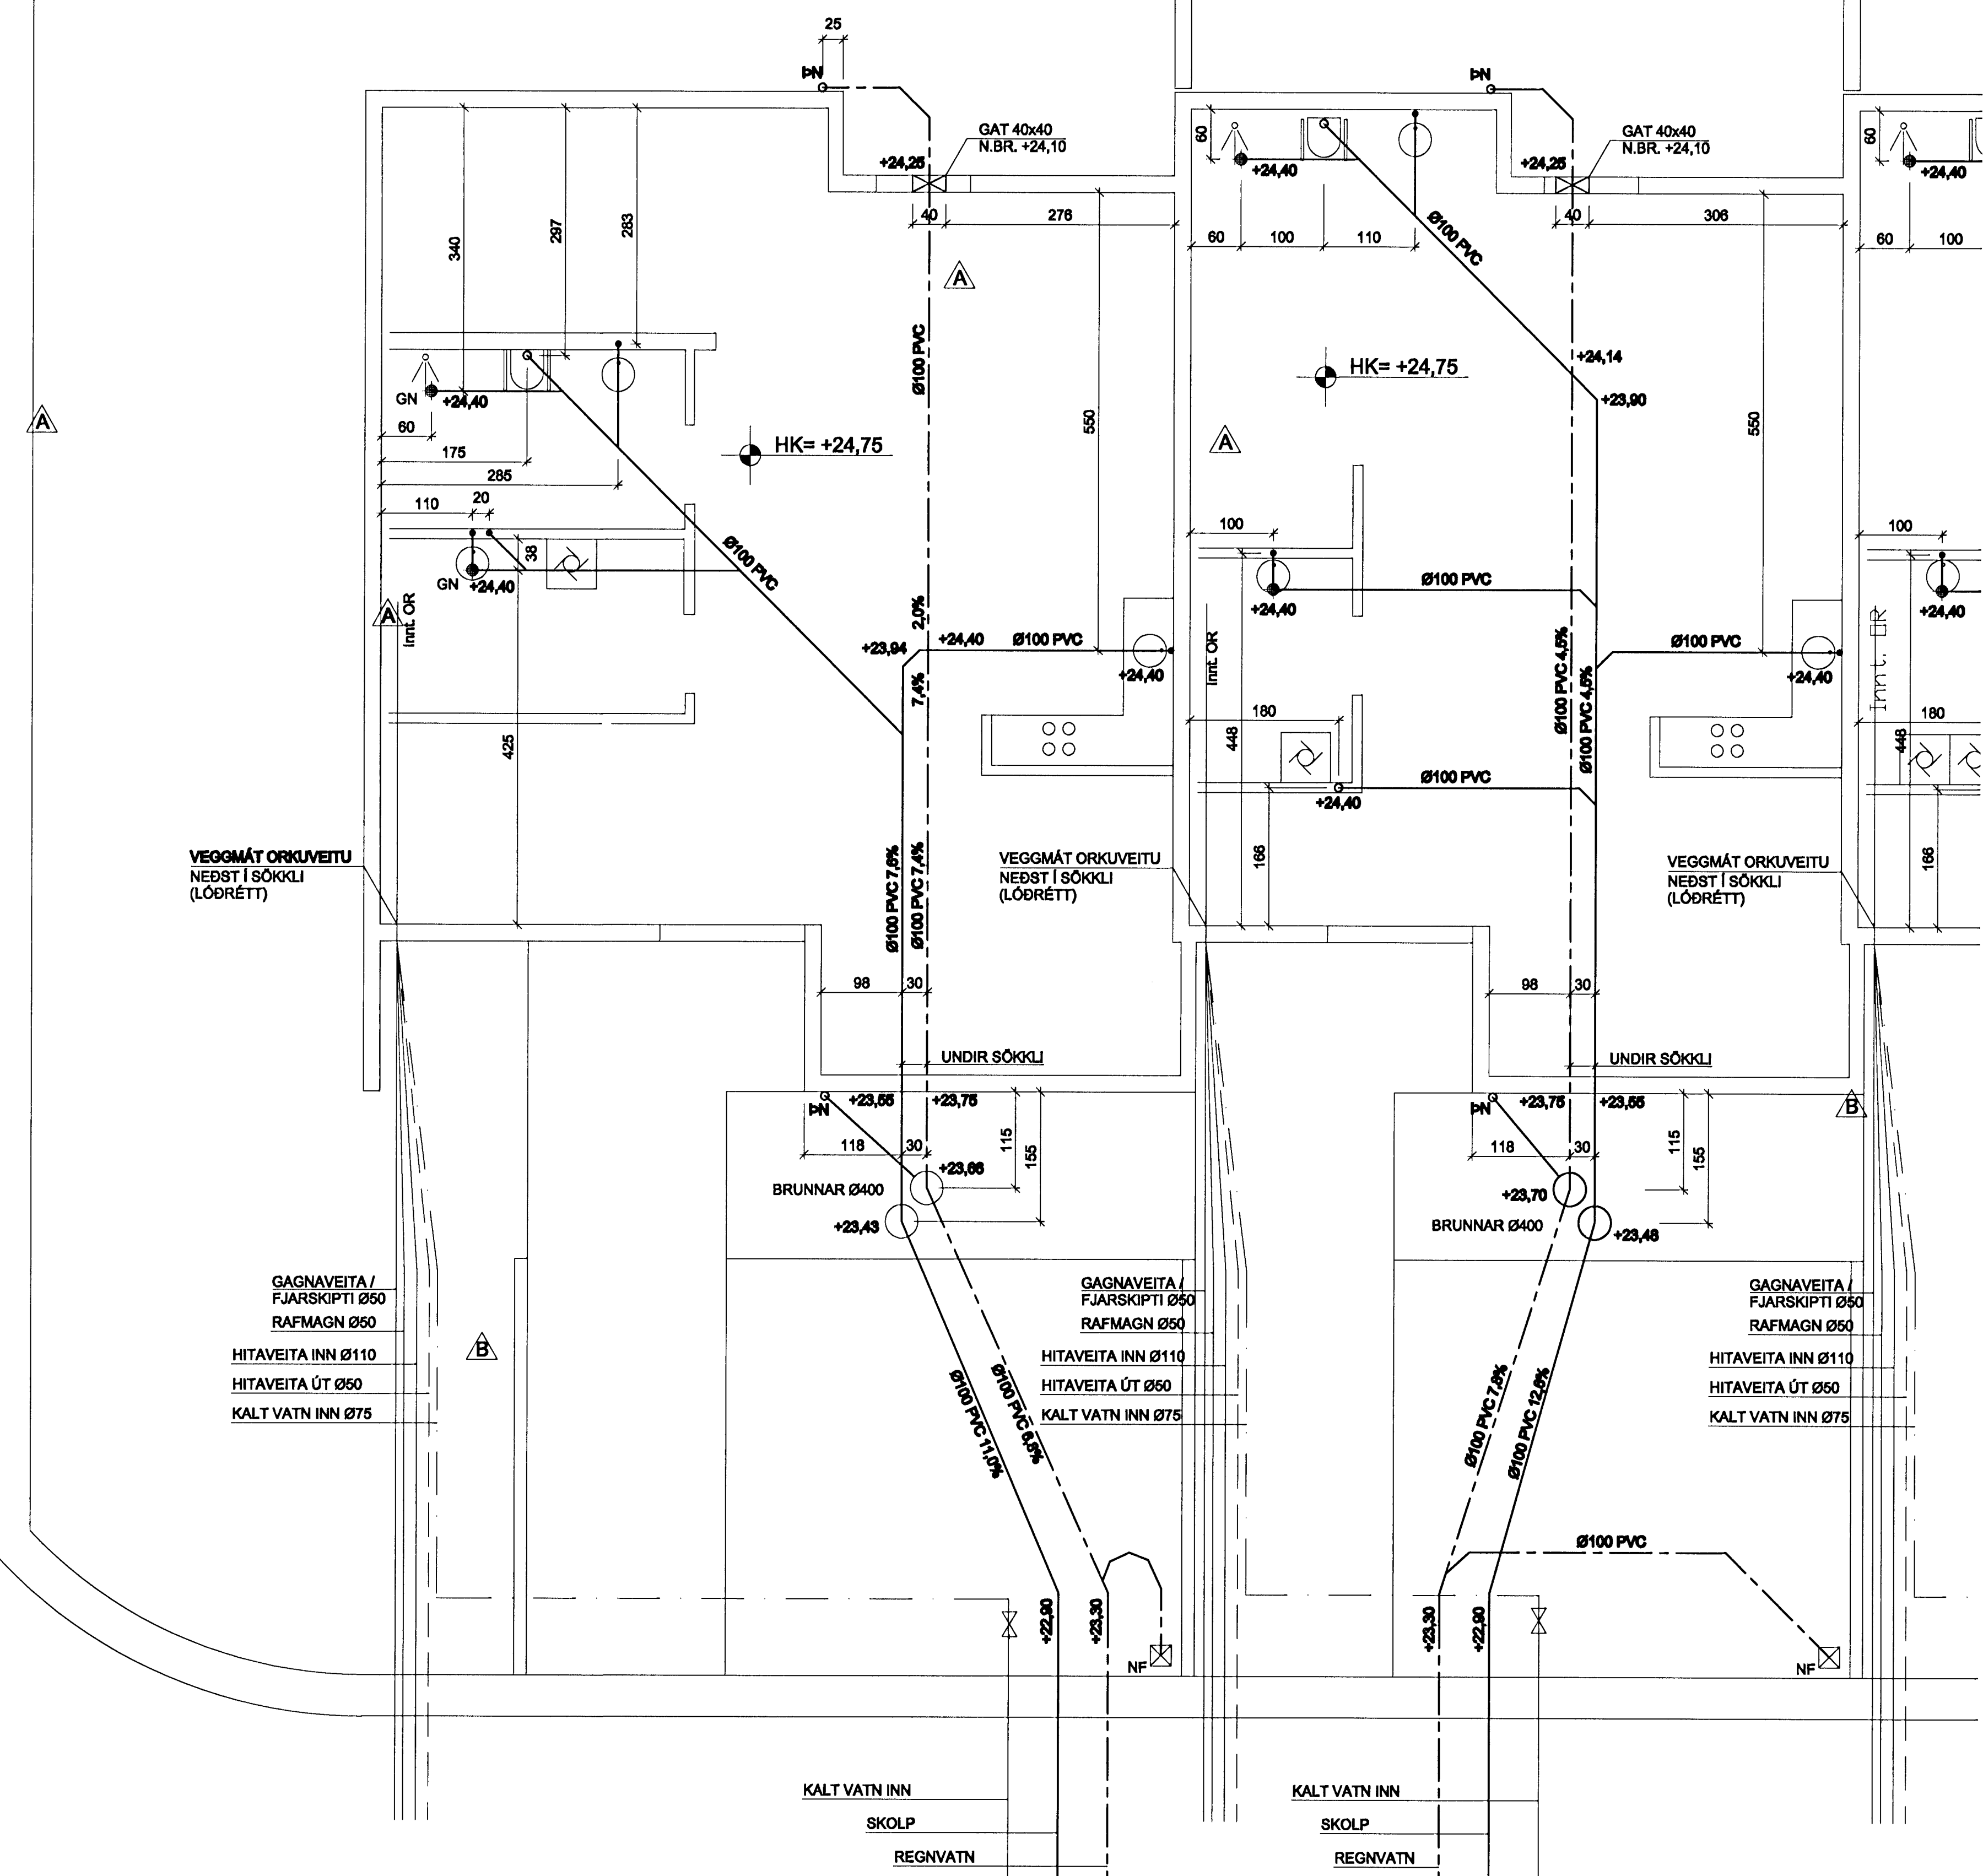 25
ÞN
ÞN
GAT 40x40
N.BR. +24,10
GAT 40x40
N.BR. +24,10
+24,25
+24,25
60
+24,40
60
+24,40
40
276
40
306
340
297
283
60
100
110
60
100
Ø100 PVC
A
A
A
Ø100 PVC
+24,14
HK= +24,75
+23,90
GN
+24,40
60
550
550
HK= +24,75
175
285
110
20
100
100
38
Ø100 PVC
GN
+24,40
Ø100 PVC
+24,40
+24,40
A
Innt. OR
2,0%
+23,94
+24,40
Ø100 PVC
Innt. OR
Ø100 PVC
Innt. OR
+24,40
+24,40
7,4%
Ø100 PVC 4,5%
Ø100 PVC 4,5%
180
180
425
448
448
Ø100 PVC
+24,40
166
166
VEGGMÁT ORKUVEITU
NEÐST Í SÖKKLI
(LÓÐRÉTT)
Ø100 PVC 7,6%
Ø100 PVC 7,4%
VEGGMÁT ORKUVEITU
NEÐST Í SÖKKLI
(LÓÐRÉTT)
VEGGMÁT ORKUVEITU
NEÐST Í SÖKKLI
(LÓÐRÉTT)
98
30
98
30
UNDIR SÖKKLI
UNDIR SÖKKLI
ÞN
+23,55
+23,75
ÞN
+23,75
+23,55
B
118
30
115
155
118
30
115
155
+23,66
BRUNNAR Ø400
+23,43
+23,70
BRUNNAR Ø400
+23,48
GAGNAVEITA /
FJARSKIPTI Ø50
RAFMAGN Ø50
HITAVEITA INN Ø110
HITAVEITA ÚT Ø50
KALT VATN INN Ø75
B
GAGNAVEITA /
FJARSKIPTI Ø50
RAFMAGN Ø50
HITAVEITA INN Ø110
HITAVEITA ÚT Ø50
KALT VATN INN Ø75
GAGNAVEITA /
FJARSKIPTI Ø50
RAFMAGN Ø50
HITAVEITA INN Ø110
HITAVEITA ÚT Ø50
KALT VATN INN Ø75
Ø100 PVC 11,0%
Ø100 PVC 6,8%
Ø100 PVC 7,8%
Ø100 PVC 12,6%
Ø100 PVC
+22,90
+23,30
NF
+23,30
+22,90
NF
KALT VATN INN
SKOLP
REGNVATN
KALT VATN INN
SKOLP
REGNVATN